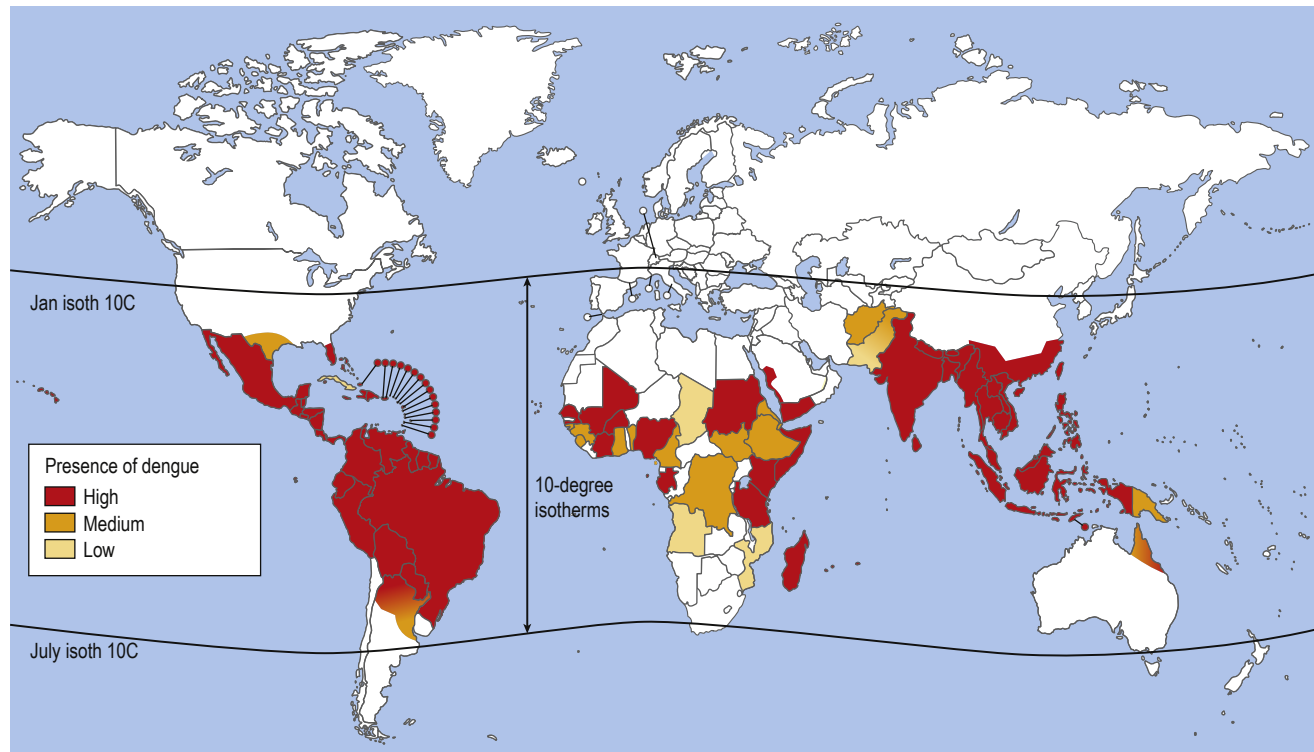 Jan isoth 10C
10-degree
isotherms
Presence of dengue
High
Medium
Low
July isoth 10C